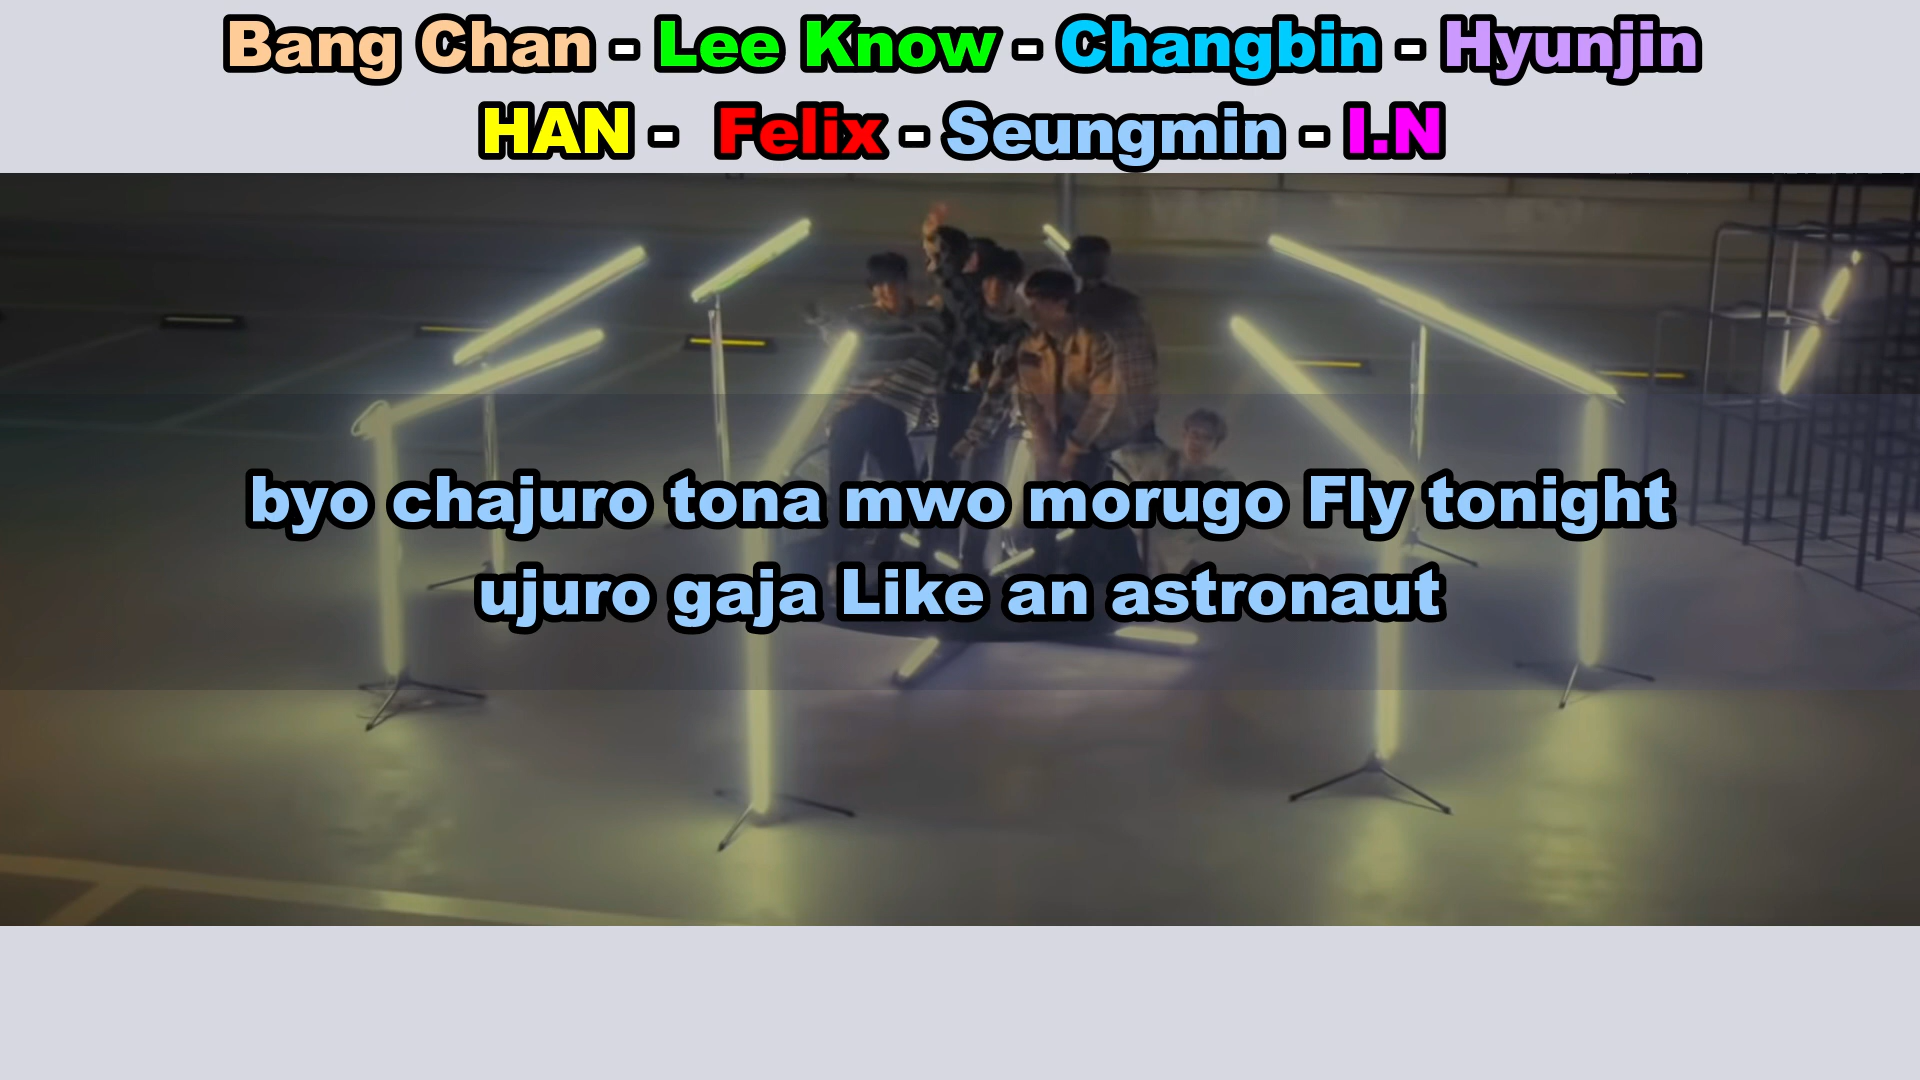 Bang Chan - Lee Know - Changbin - Hyunjin
HAN - Felix - Seungmin - I.N
byo chajuro tona mwo morugo Fly tonight
ujuro gaja Like an astronaut